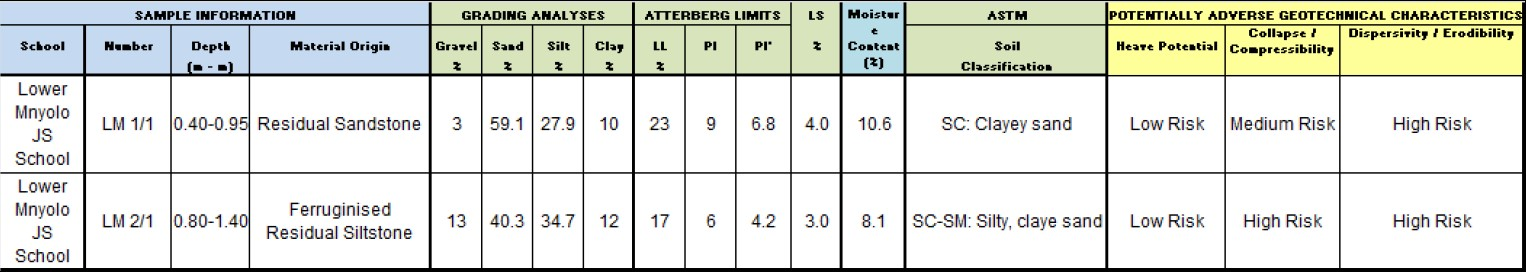 SAMPLE INFORMATION GRADING ANALYSES ATTERBERG LIMITS LS Moistur ASTM POTENTIALLY ADVERSE GEOTECHNICAL CHARACTERISTICS
e
School Number Depth Material Origin Gravel Sand Silt Clay LL PI PI' % Content Soil Heave Potential Collapse / Dispersivity / Erodibility
(m - m) % % % % % (%) Classification Compressibility
Lower
Mnyolo
JS
School
LM 1/1 0.40-0.95 Residual Sandstone 3 59.1 27.9 10 23 9 6.8 4.0 10.6 SC: Clayey sand Low Risk Medium Risk High Risk
Lower
Mnyolo
JS
School
LM 2/1 0.80-1.40 Ferruginised
Residual Siltstone
13 40.3 34.7 12 17 6 4.2 3.0 8.1 SC-SM: Silty, claye sand Low Risk High Risk High Risk